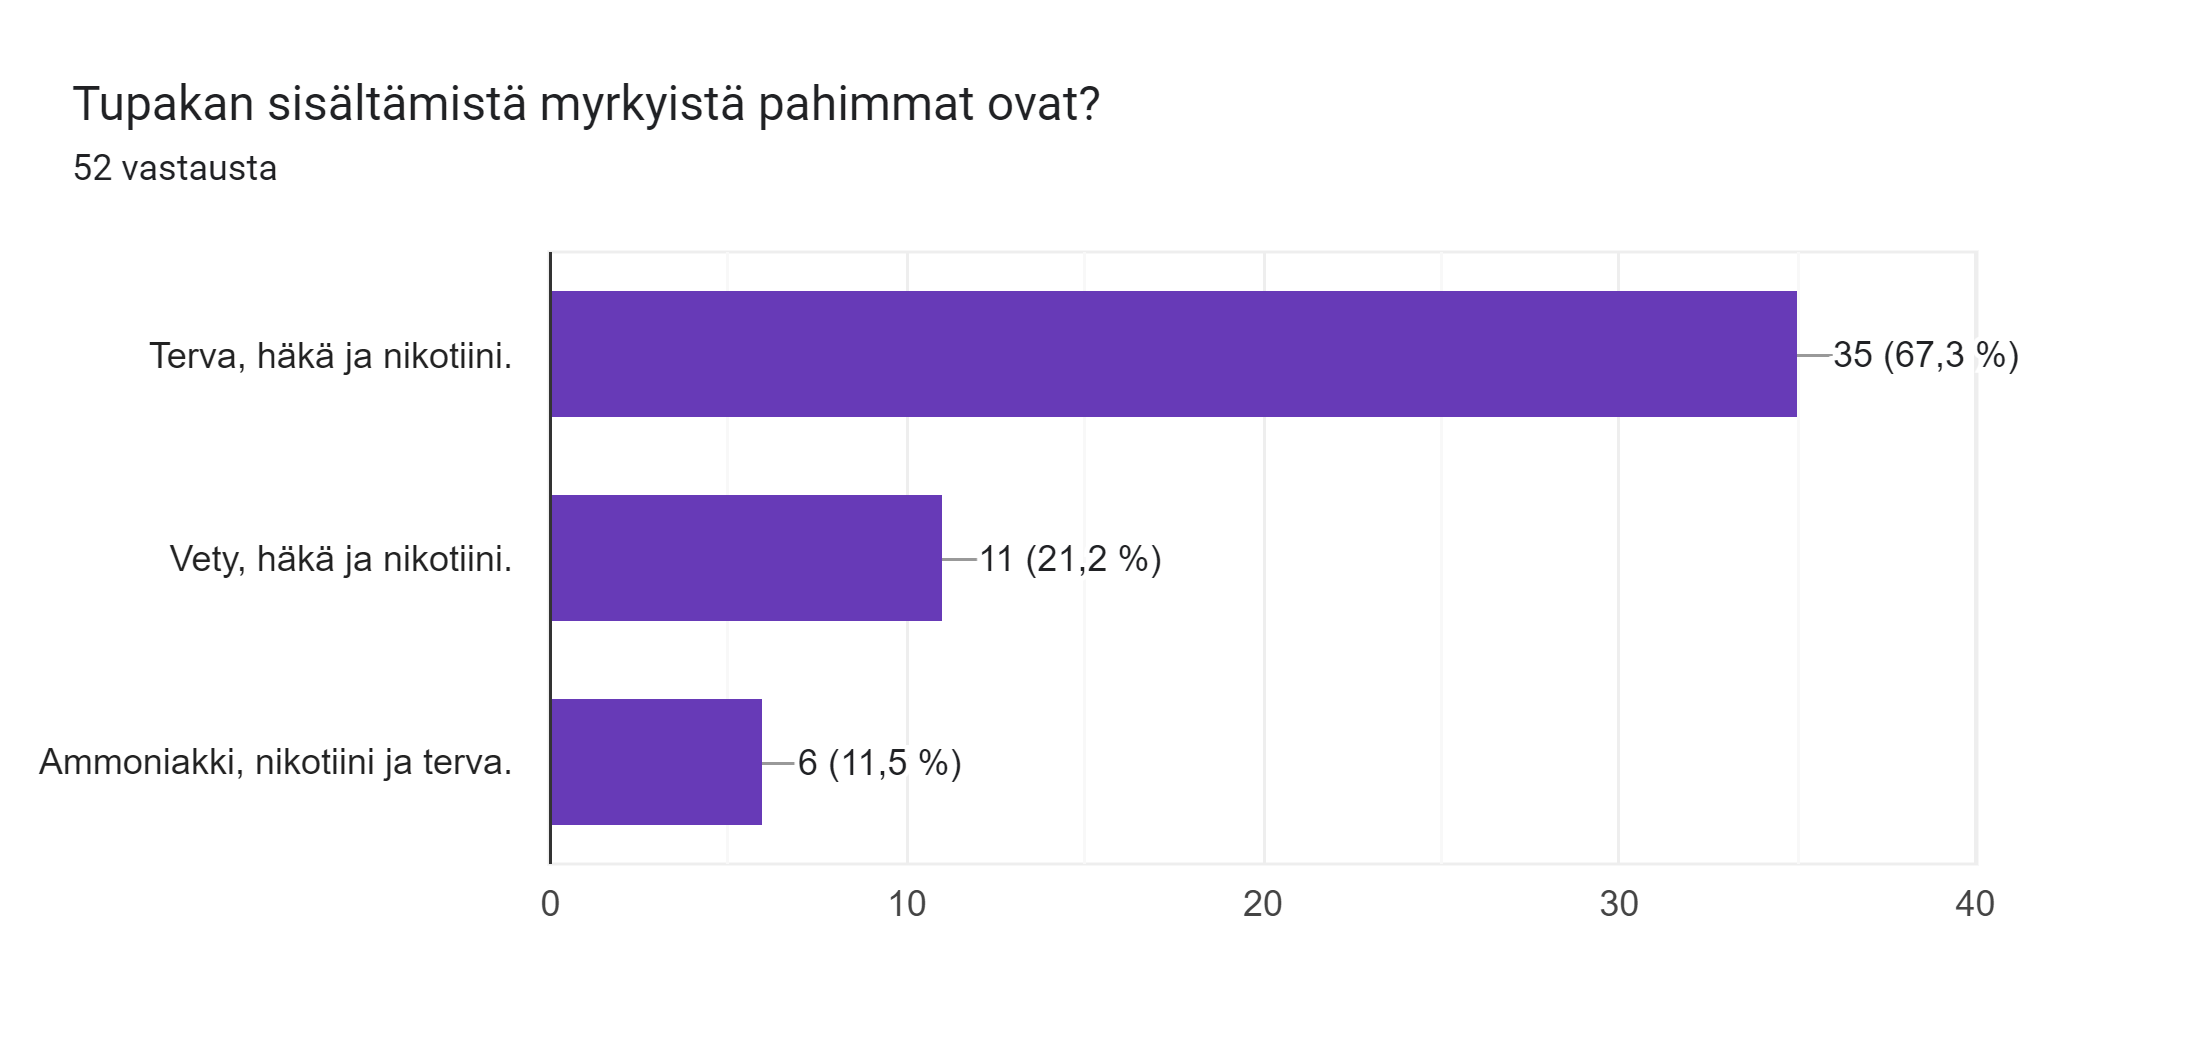 Tupakan sisältämistä myrkyistä pahimmat ovat?
52 vastausta
Terva, häkä ja nikotiini.
35 (67,3 %)
Vety, häkä ja nikotiini.
11 (21,2 %)
Ammoniakki, nikotiini ja terva.
6 (11,5 %)
0 10 20 30 40